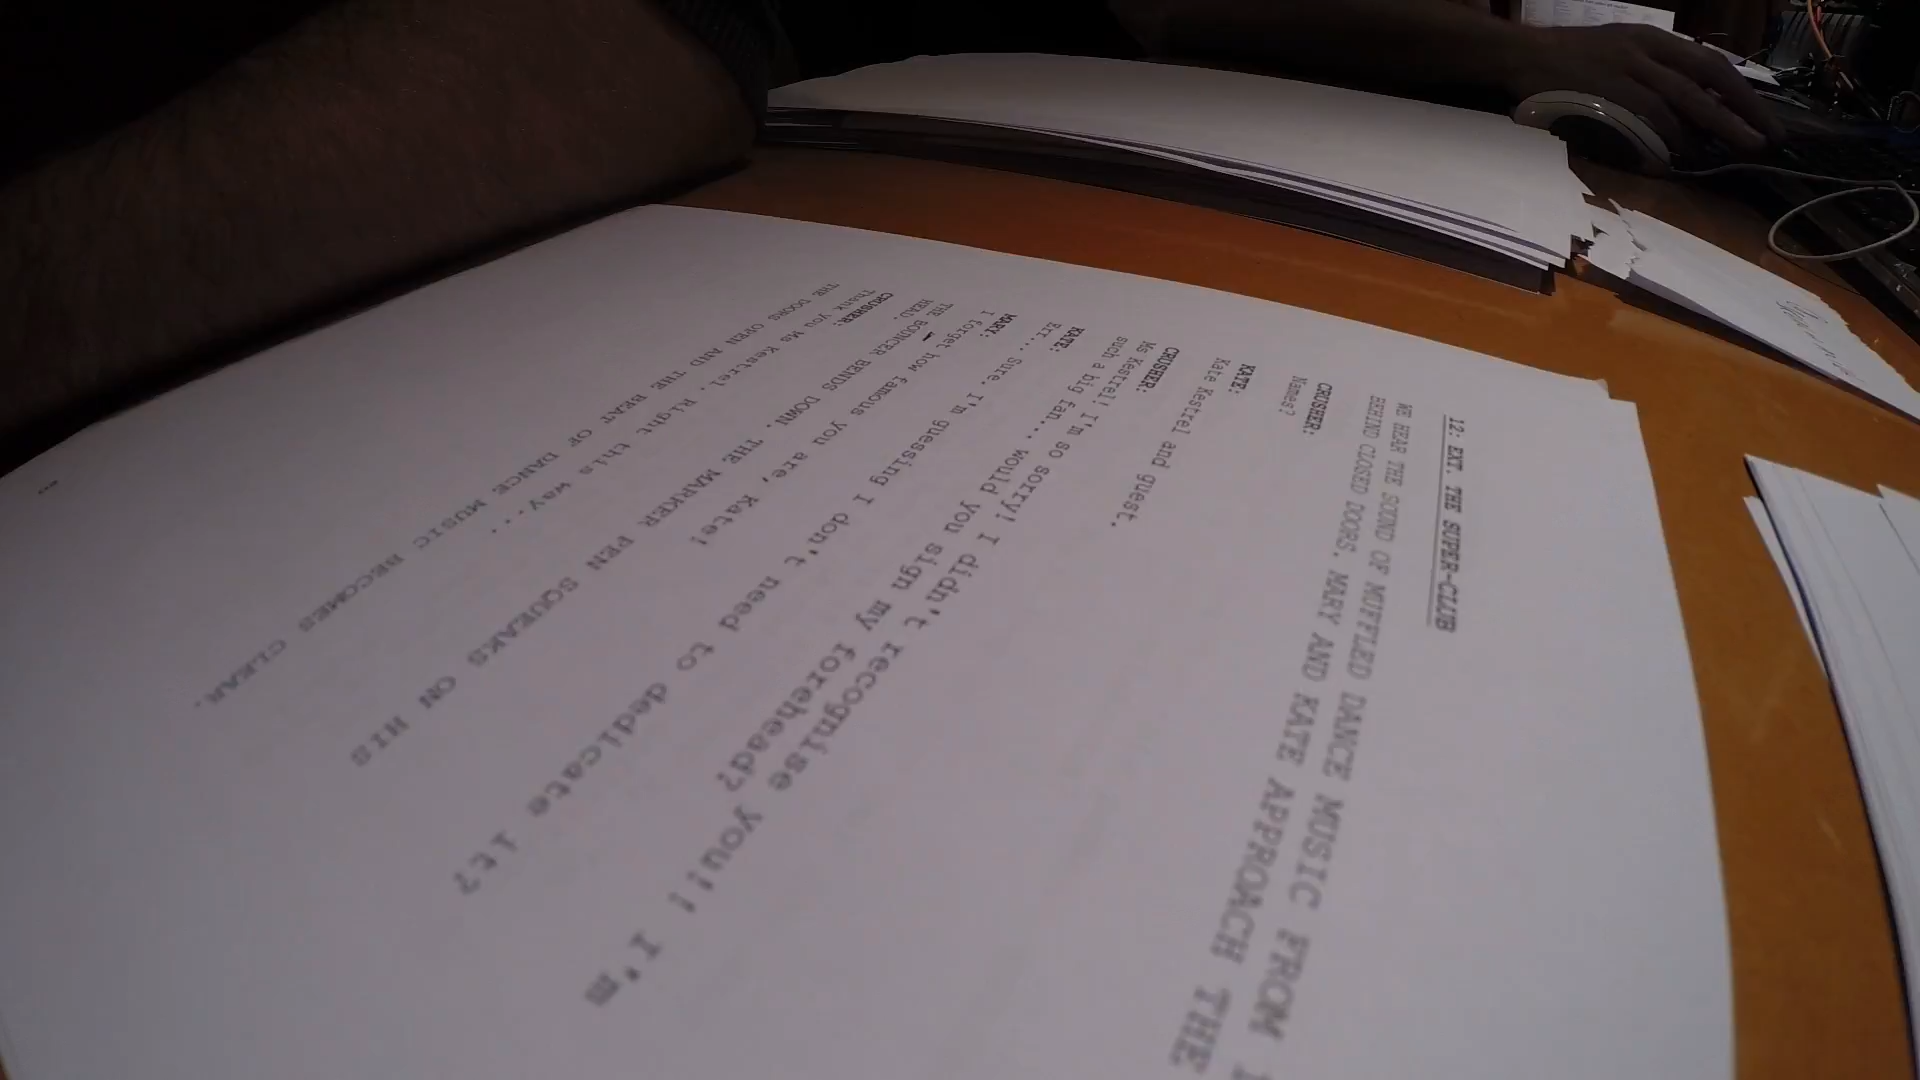 12: EXT. THE SUPER-CLUB
WE HEAR THE SOUND OF MUFFLED DANCE MUSIC FROM
BEHIND CLOSED DOORS. MARY AND KATE APPROACH THE
CRUSHER:
Names?
KATE:
Kate Kestrel and guest.
CRUSHER:
Ms Kestrel! I'm so sorry! I didn't recognise you!! I'm
such a big fan... would you sign my forehead?
KATE:
Err... Sure. I'm guessing I don't need to dedicate it?
MARY:
I forget how famous you are, Kate!
THE BOUNCER BENDS DOWN. THE MARKER PEN SQUEAKS ON HIS
HEAD.
CRUSHER:
Thank you Ms Kestrel. Right this way...
THE DOORS OPEN AND THE BEAT OF DANCE MUSIC BECOMES CLEAR.